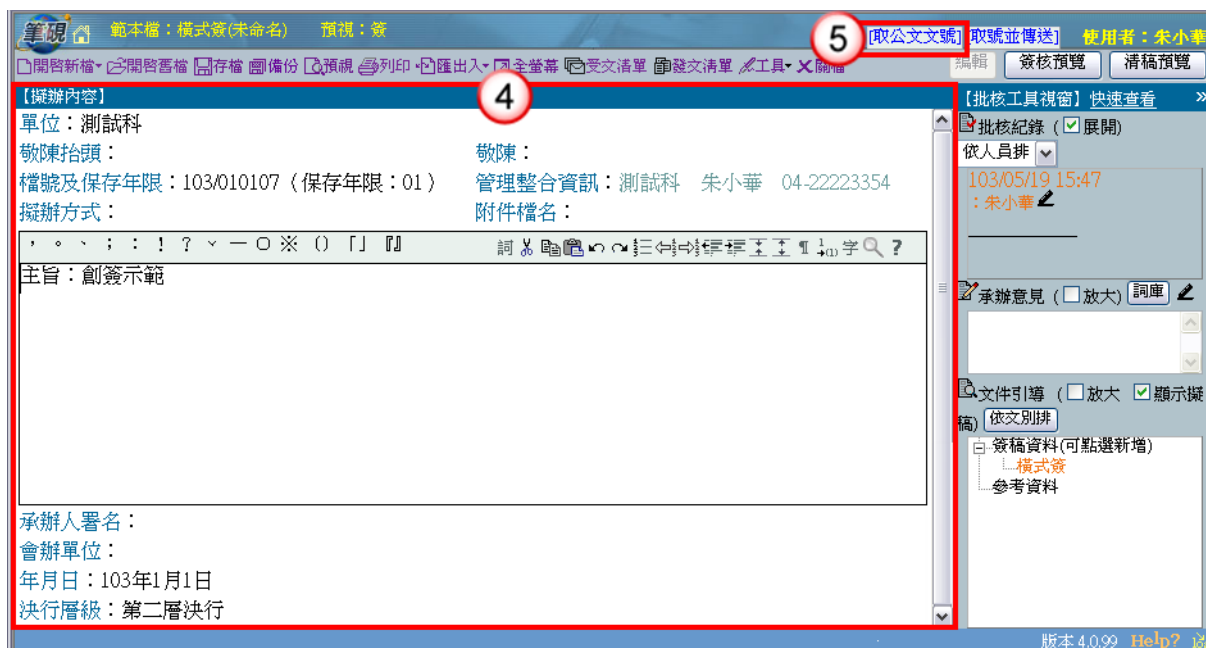 筆硯 範本檔：橫式簽(未命名) 預視：簽 5 [取公文文號] [取號並傳送] 使用者：朱小華
開啓新檔 開啓舊檔 存檔 備份 預視 列印 匯出入 全螢幕 受文清單 發文清單 工具 關檔 編輯 簽核預覽 清稿預覽
【擬辦內容】 4 【批核工具視窗】快速查看 »
單位：測試科 批核紀錄 (展開)
敬陳抬頭： 敬陳： 依人員排
檔號及保存年限：103/010107（保存年限：01） 管理整合資訊：測試科 朱小華 04-22223354 103/05/19 15:47
擬辦方式： 附件檔名： ：朱小華
， 。 、 ； ： ！ ？ ˇ — ○ ※ () 「」 『』 詞 ¶ 字 ?
主旨：創簽示範
承辦意見 (放大) 詞庫
文件引導 (放大 顯示擬
稿) 依文別排
簽稿資料(可點選新增)
橫式簽
參考資料
承辦人署名：
會辦單位：
年月日：103年1月1日
決行層級：第二層決行
版本 4.0.99 Help?